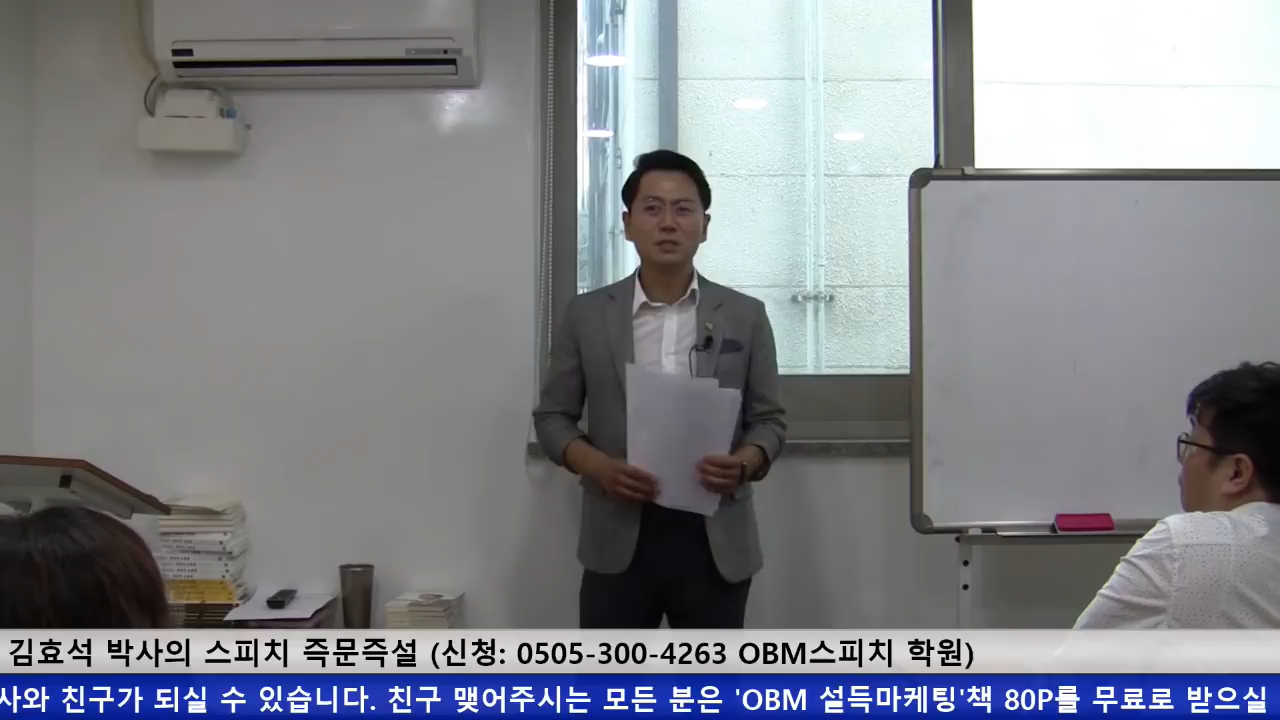 김효석 박사의 스피치 즉문즉설 (신청: 0505-300-4263 OBM스피치 학원)
사와 친구가 되실 수 있습니다. 친구 맺어주시는 모든 분은 'OBM 설득마케팅'책 80P를 무료로 받으실